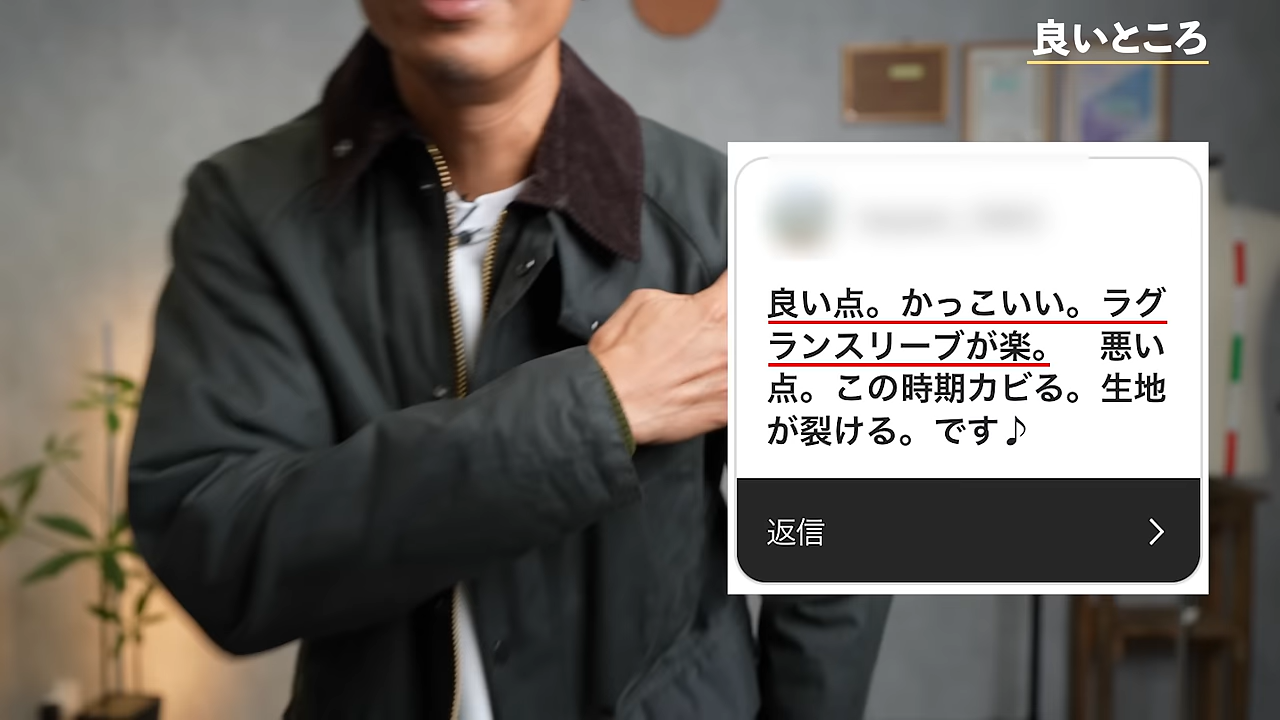 良いところ
良い点。かっこいい。ラグ
ランスリーブが楽。　悪い
点。この時期カビる。生地
が裂ける。です♪
返信